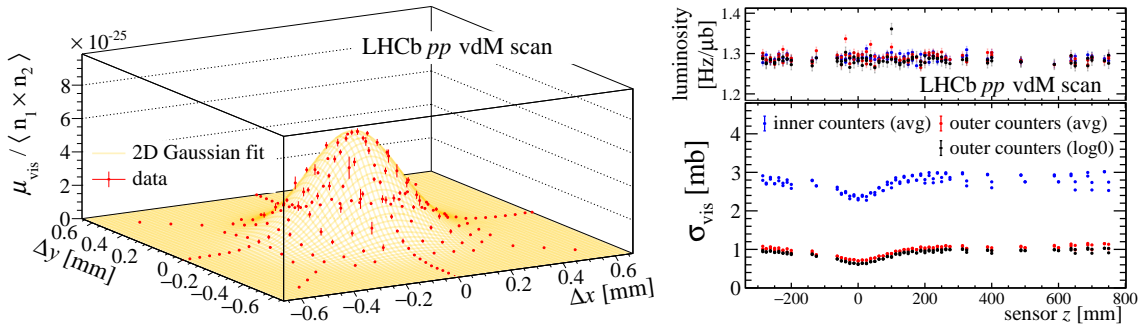 ×10-25
LHCb pp vdM scan
μvis / ⟨ n1 × n2 ⟩
8
6
4
2
0
2D Gaussian fit
data
0.6
0.4
0.2
0
−0.2
−0.4
−0.6
Δy [mm]
−0.6
−0.4
−0.2
0
0.2
0.4
0.6
Δx [mm]
luminosity
[Hz/μb]
1.4
1.3
1.2
LHCb pp vdM scan
σvis [mb]
4
3
2
1
0
inner counters (avg)
outer counters (avg)
outer counters (log0)
−200
0
200
400
600
800
sensor z [mm]